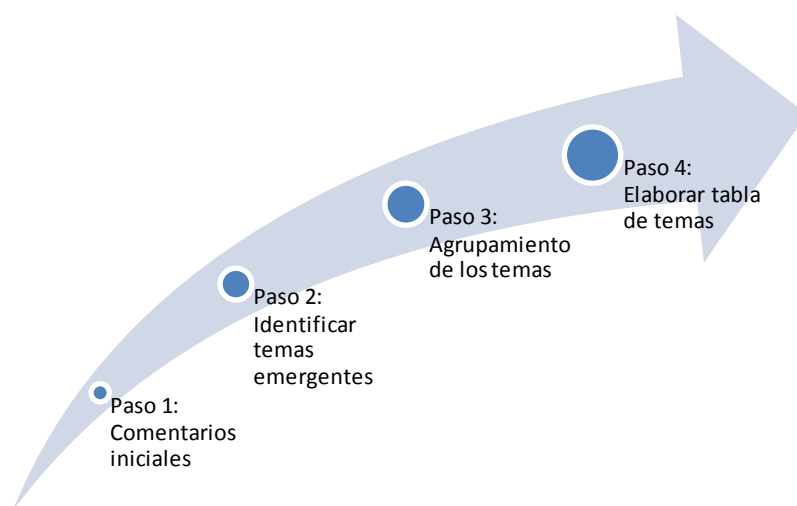 Paso 1:
Comentarios
iniciales
Paso 2:
Identificar
temas
emergentes
Paso 3:
Agrupamiento
de los temas
Paso 4:
Elaborar tabla
de temas